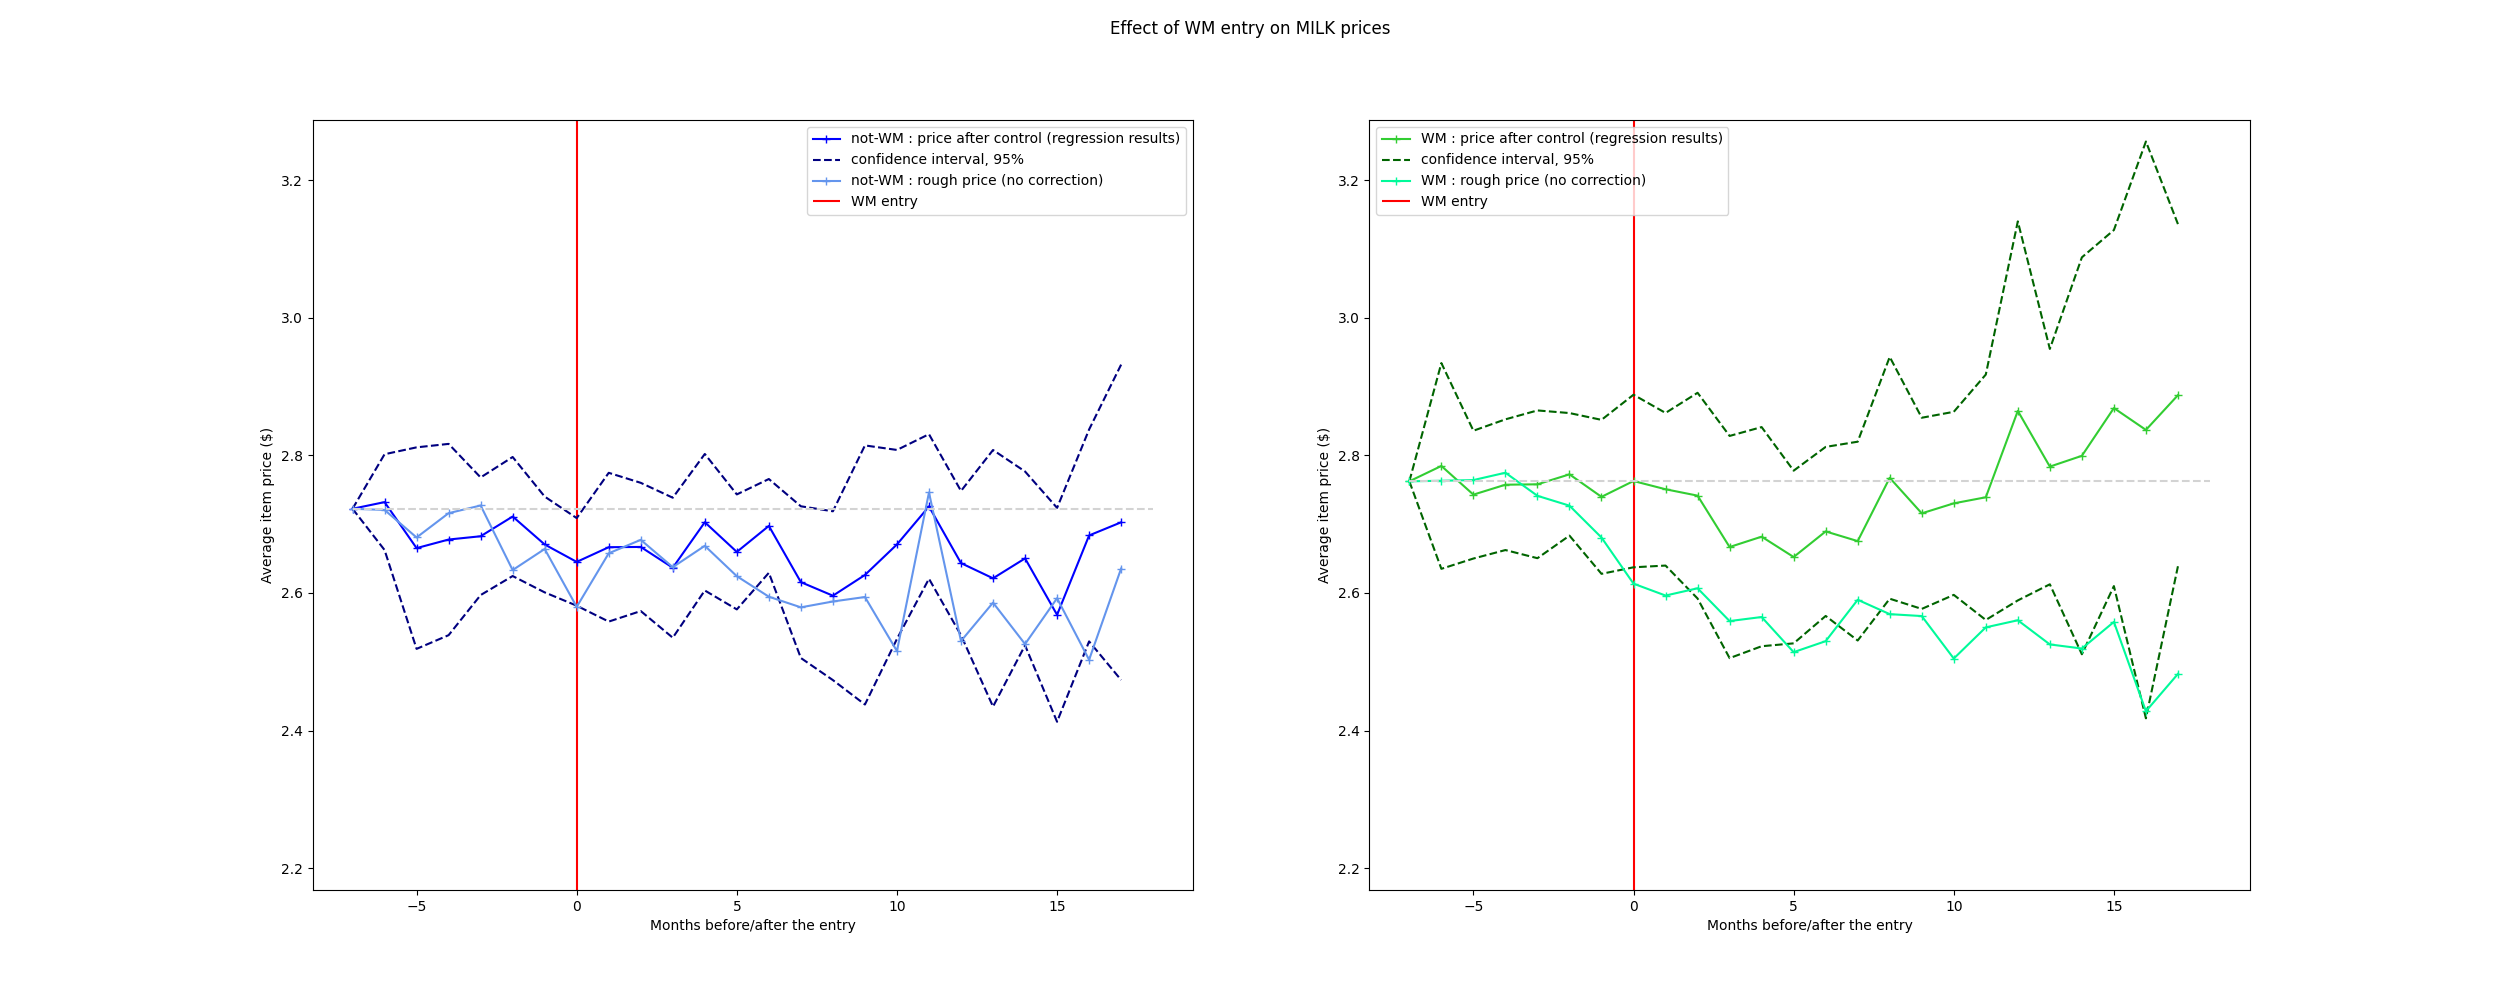 Effect of WM entry on MILK prices
not-WM : price after control (regression results)
confidence interval, 95%
not-WM : rough price (no correction)
WM entry
Average item price ($)
3.2
3.0
2.8
2.6
2.4
2.2
−5
0
5
10
15
Months before/after the entry
WM : price after control (regression results)
confidence interval, 95%
WM : rough price (no correction)
WM entry
Average item price ($)
3.2
3.0
2.8
2.6
2.4
2.2
−5
0
5
10
15
Months before/after the entry